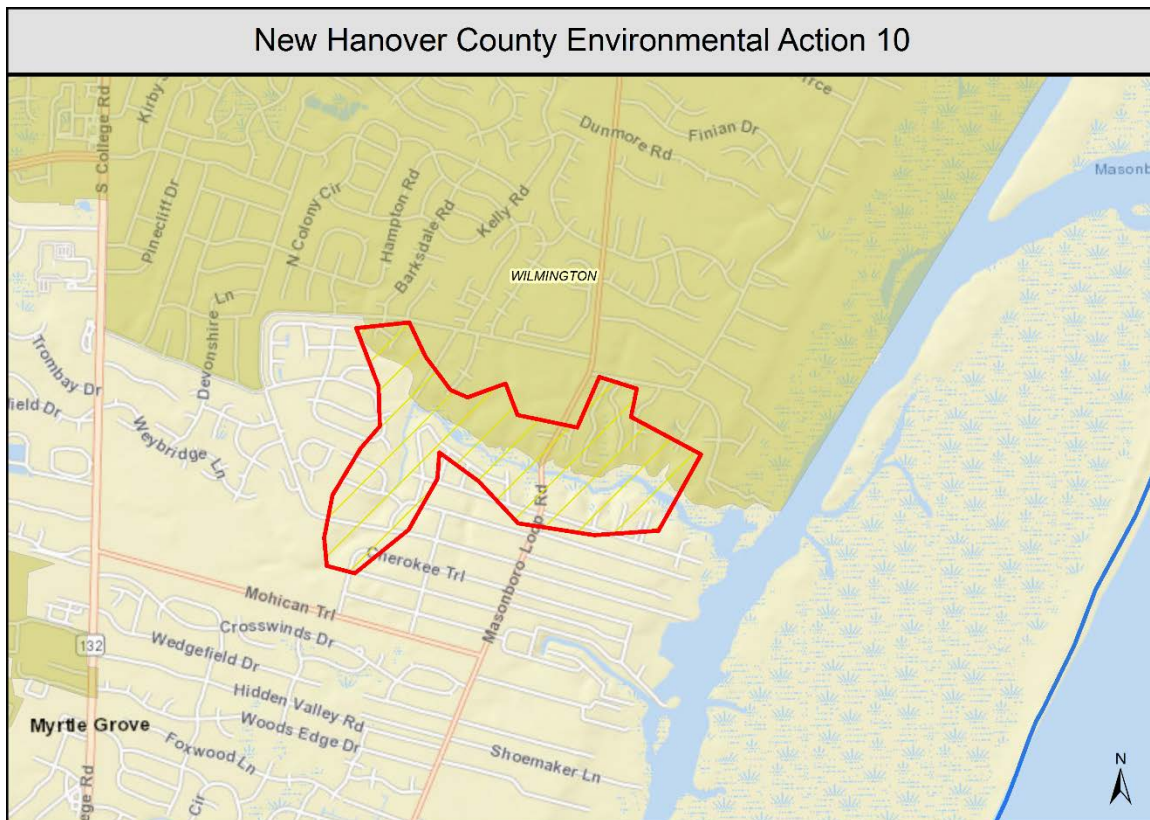 New Hanover County Environmental Action 10
Kirby
S College Rd
Pinecliff Dr
N Colony Cir
Hampton Rd
Barksdale Rd
Kelly Rd
Dunmore Rd
Finian Dr
rce
Masonb
WILMINGTON
Devonshire Ln
Trombay Dr
field Dr
Weybridge Ln
Masonboro Loop Rd
Cherokee Trl
Mohican Trl
Crosswinds Dr
132
Wedgefield Dr
Hidden Valley Rd
Myrtle Grove
Woods Edge Dr
Foxwood Ln
Shoemaker Ln
Cir
ege Rd
N